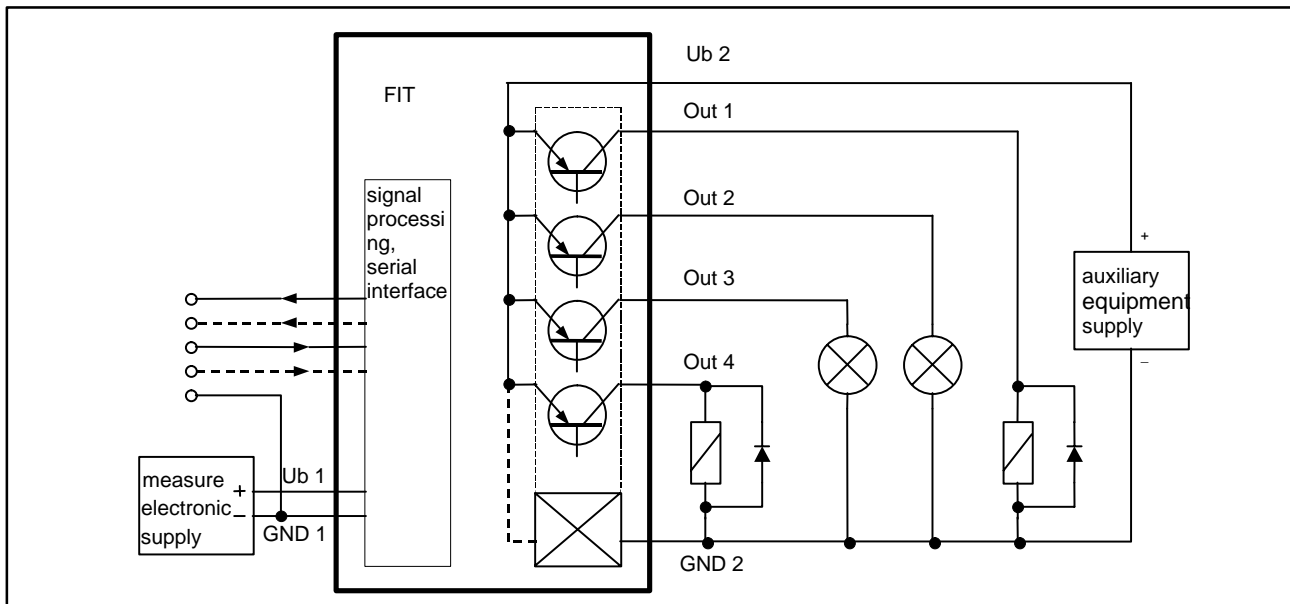 Ub 2
FIT
Out 1
signal
processi
ng,
serial
interface
Out 2
Out 3
Out 4
+
auxiliary
equipment
supply
–
measure
electronic
supply
+
–
Ub 1
GND 1
GND 2